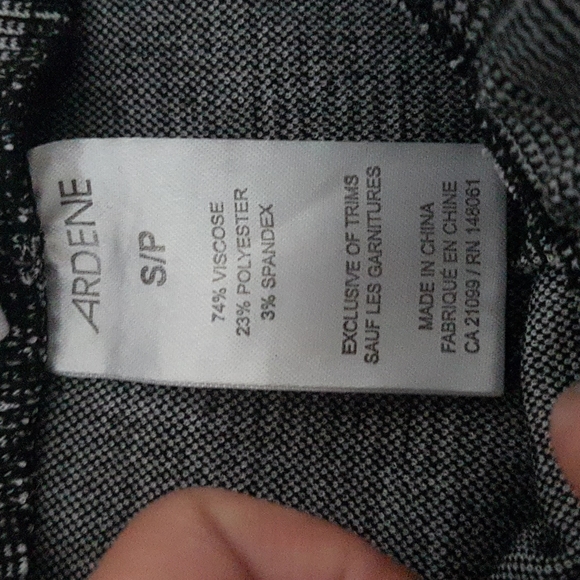 ARDENE
S/P
74% VISCOSE
23% POLYESTER
3% SPANDEX
EXCLUSIVE OF TRIMS
SAUF LES GARNITURES
MADE IN CHINA
FABRIQUÉ EN CHINE
CA 21099 / RN 148061